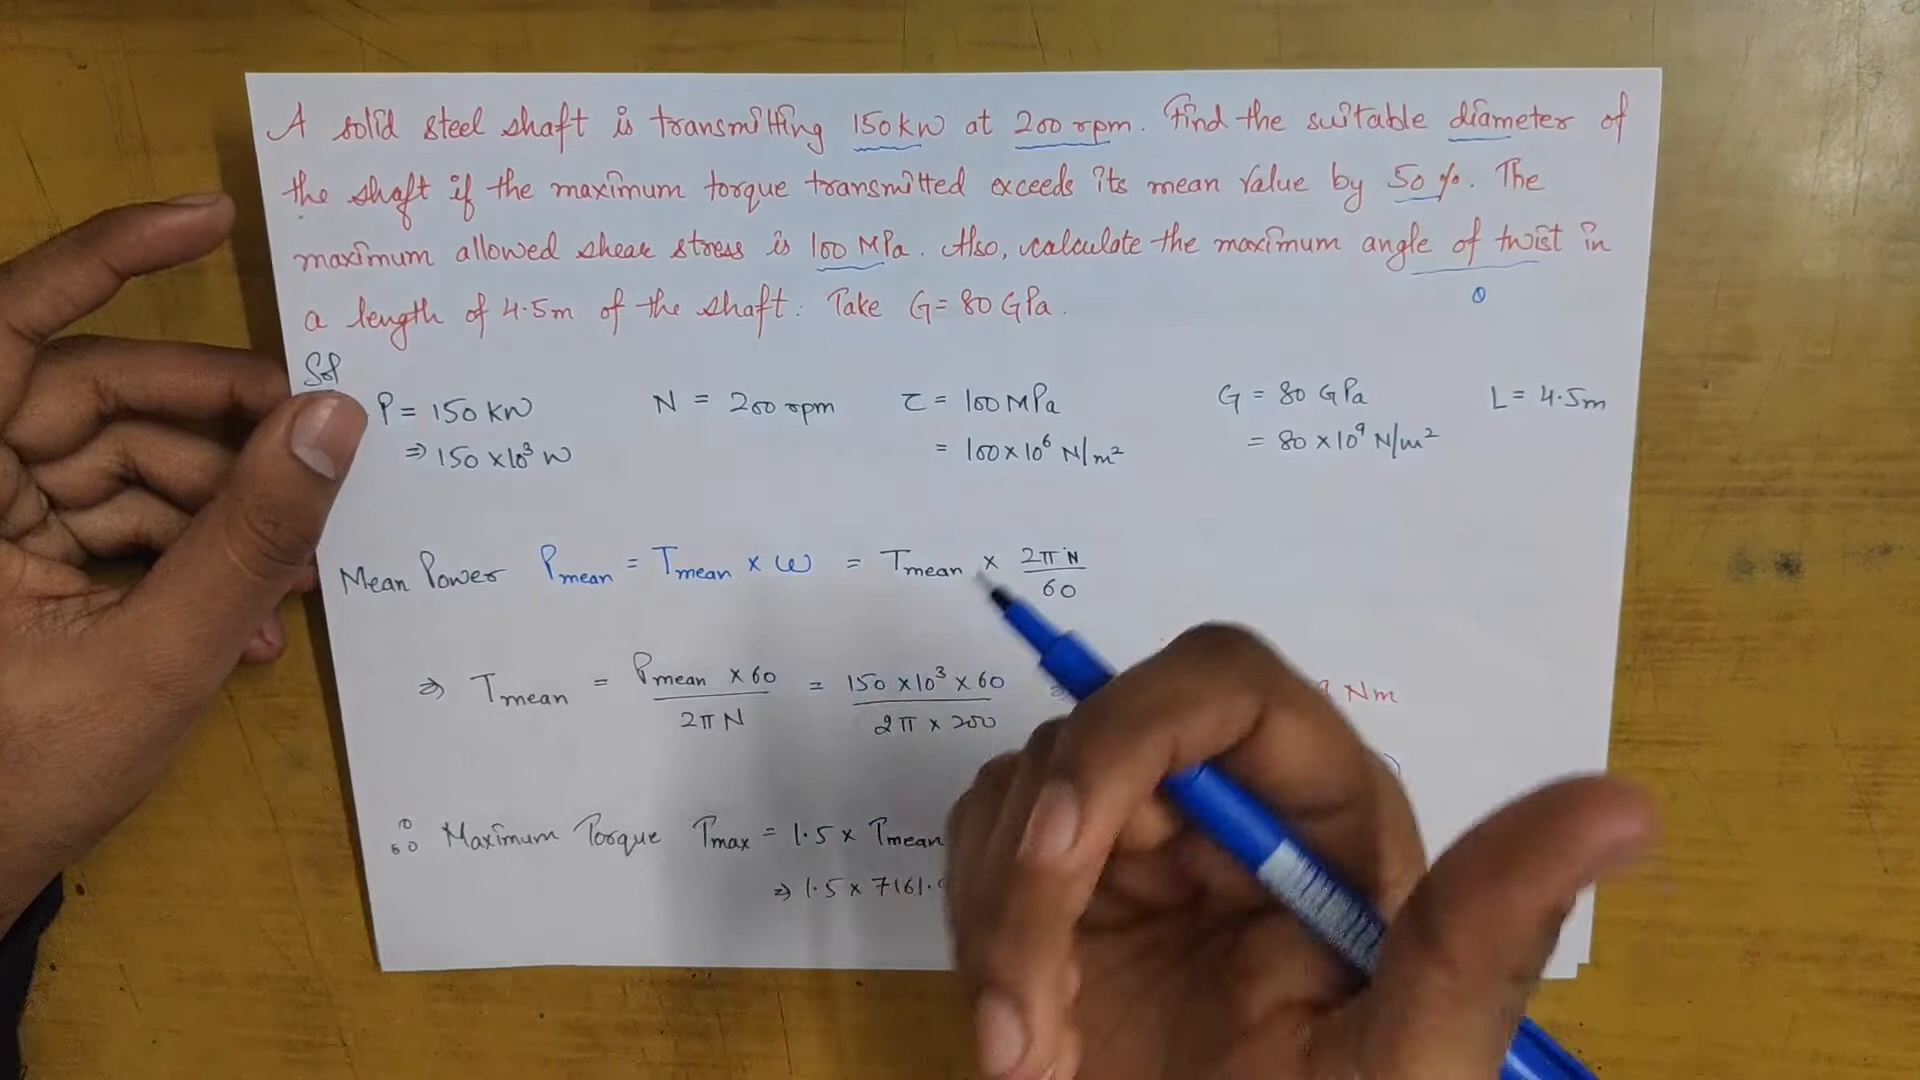 A solid steel shaft is transmitting 150 kW at 200 rpm. Find the suitable diameter of
the shaft if the maximum torque transmitted exceeds its mean value by 50 %. The
maximum allowed shear stress is 100 MPa. Also, calculate the maximum angle of twist in
θ
a length of 4.5m of the shaft. Take G = 80 GPa.
Sol
P = 150 kW N = 200 rpm τ = 100 MPa G = 80 GPa L = 4.5m
⇒ 150 × 10³ W = 100 × 10⁶ N/m² = 80 × 10⁹ N/m²
Mean Power Pmean = Tmean × ω = Tmean × 2πN / 60
⇒ Tmean = Pmean × 60 / 2πN = 150 × 10³ × 60 / 2π × 200 Nm
∴ Maximum Torque Tmax = 1.5 × Tmean
⇒ 1.5 × 7161.